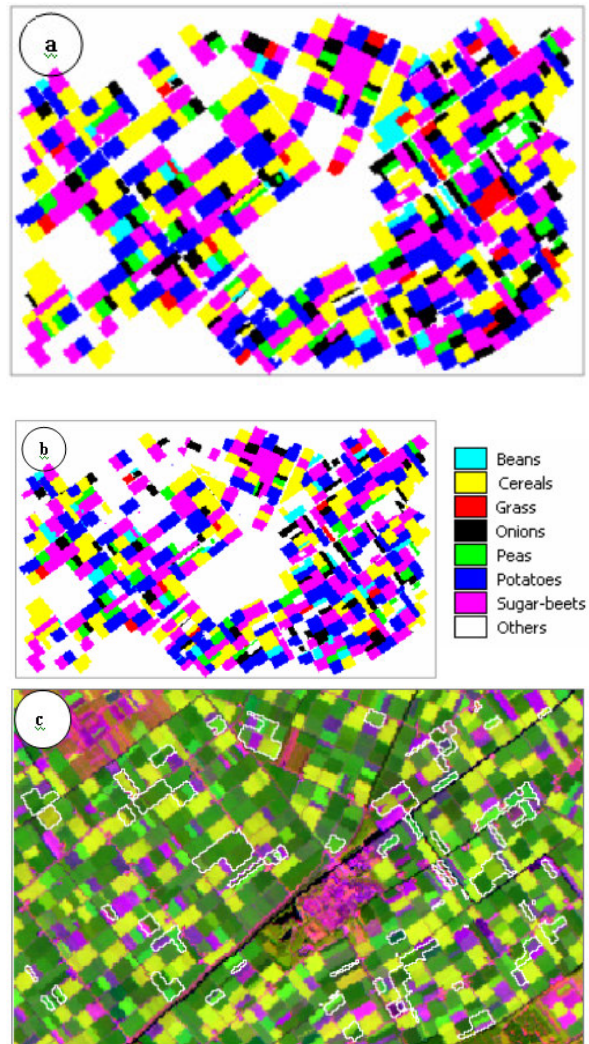 a
b
Beans
Cereals
Grass
Onions
Peas
Potatoes
Sugar-beets
Others
c